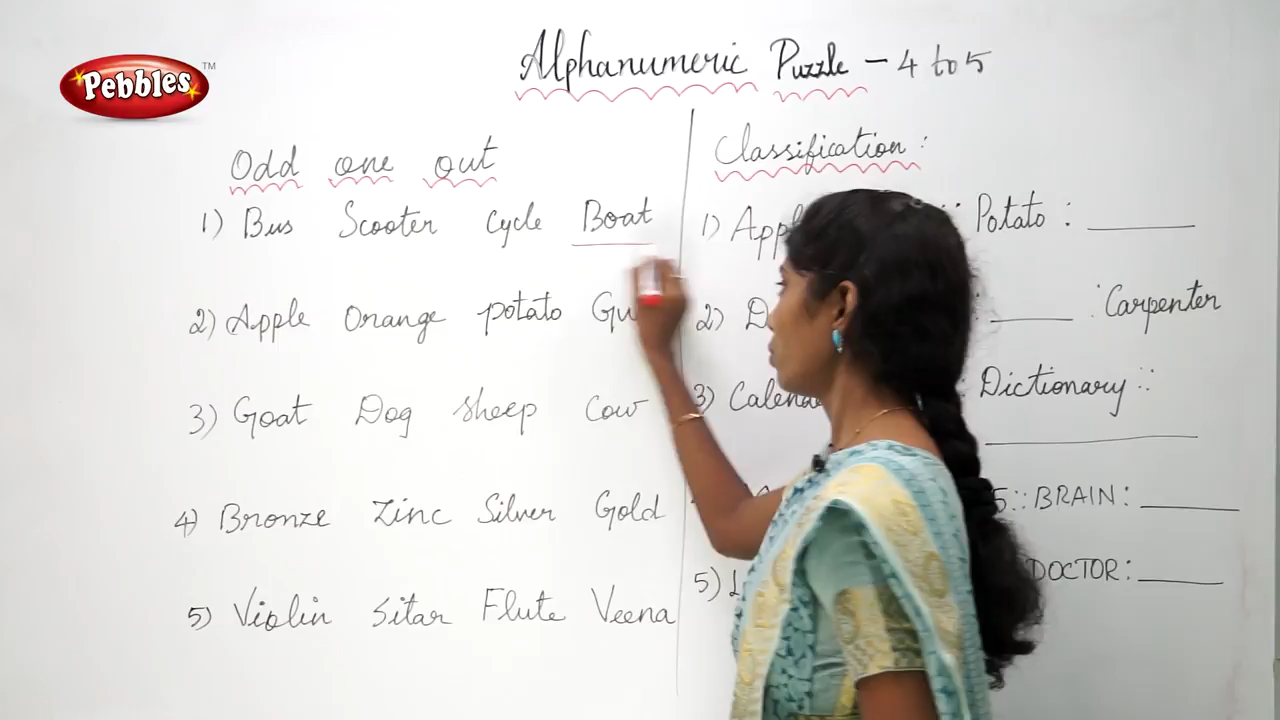 Pebbles™
Alphanumeric Puzzle - 4 to 5
Odd one out
1) Bus Scooter Cycle Boat
2) Apple Orange potato
3) Goat Dog Sheep Cow
4) Bronze Zinc Silver Gold
5) Violin Sitar Flute Veena
Classification:
1) :: Potato : ______
2) : ______ : Carpenter
3) : Dictionary ::
______
5 :: BRAIN : ______
5) DOCTOR : ______